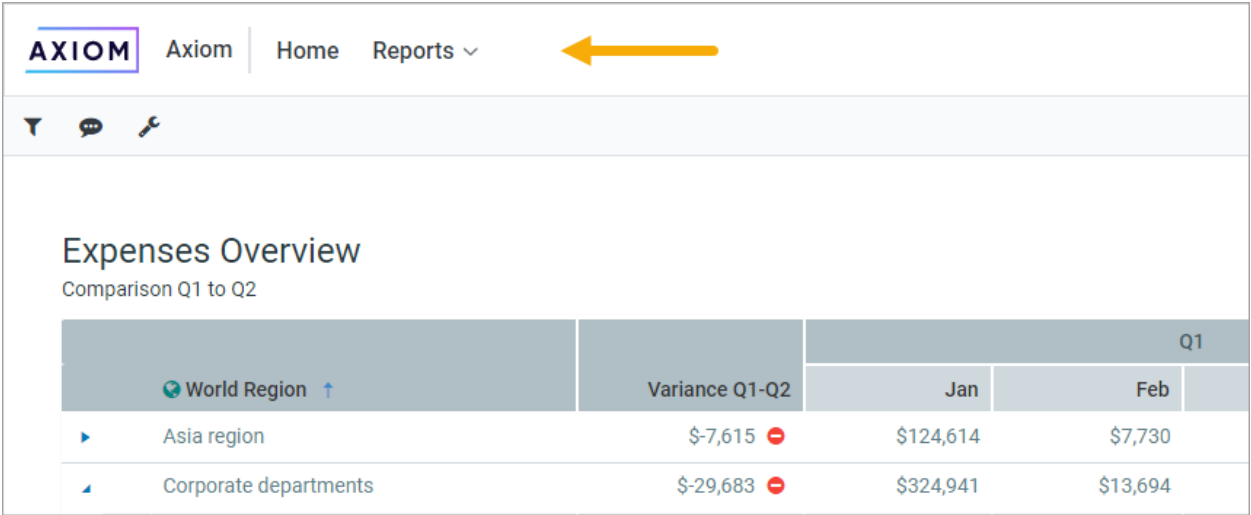 AXIOM Axiom Home Reports
Expenses Overview
Comparison Q1 to Q2
Q1
World Region ↑ Variance Q1-Q2 Jan Feb
Asia region $-7,615 $124,614 $7,730
Corporate departments $-29,683 $324,941 $13,694